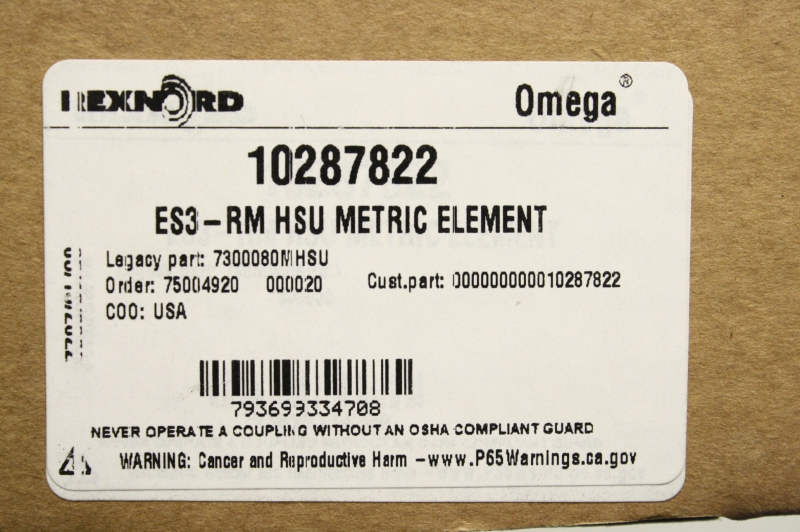 REXNORD
Omega®
10287822
ES3-RM HSU METRIC ELEMENT
Legacy part: 7300080MHSU
Order: 75004920 000020 Cust.part: 000000000010287822
COO: USA
793699334708
NEVER OPERATE A COUPLING WITHOUT AN OSHA COMPLIANT GUARD
WARNING: Cancer and Reproductive Harm -www.P65Warnings.ca.gov